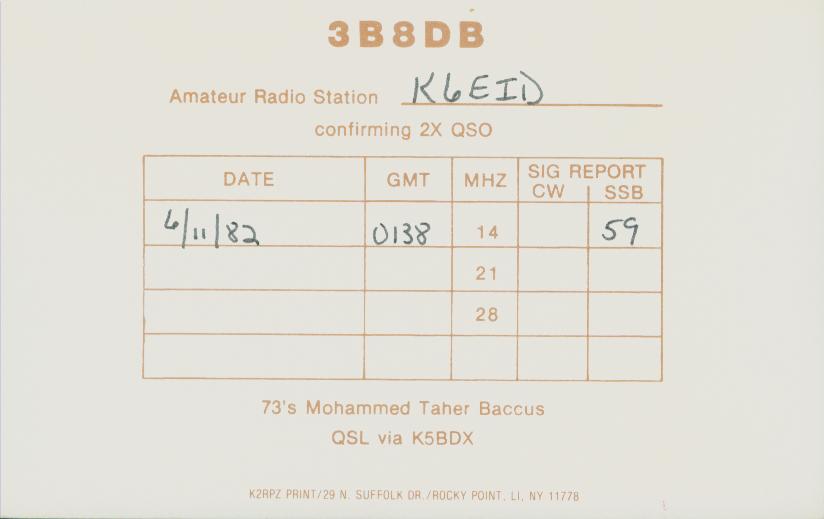 3B8DB
Amateur Radio Station K6EID
confirming 2X QSO
DATE GMT MHZ SIG REPORT
CW SSB
6/11/82 0138 14 59
21
28
73's Mohammed Taher Baccus
QSL via K5BDX
K2RPZ PRINT/29 N. SUFFOLK DR./ROCKY POINT, LI, NY 11778